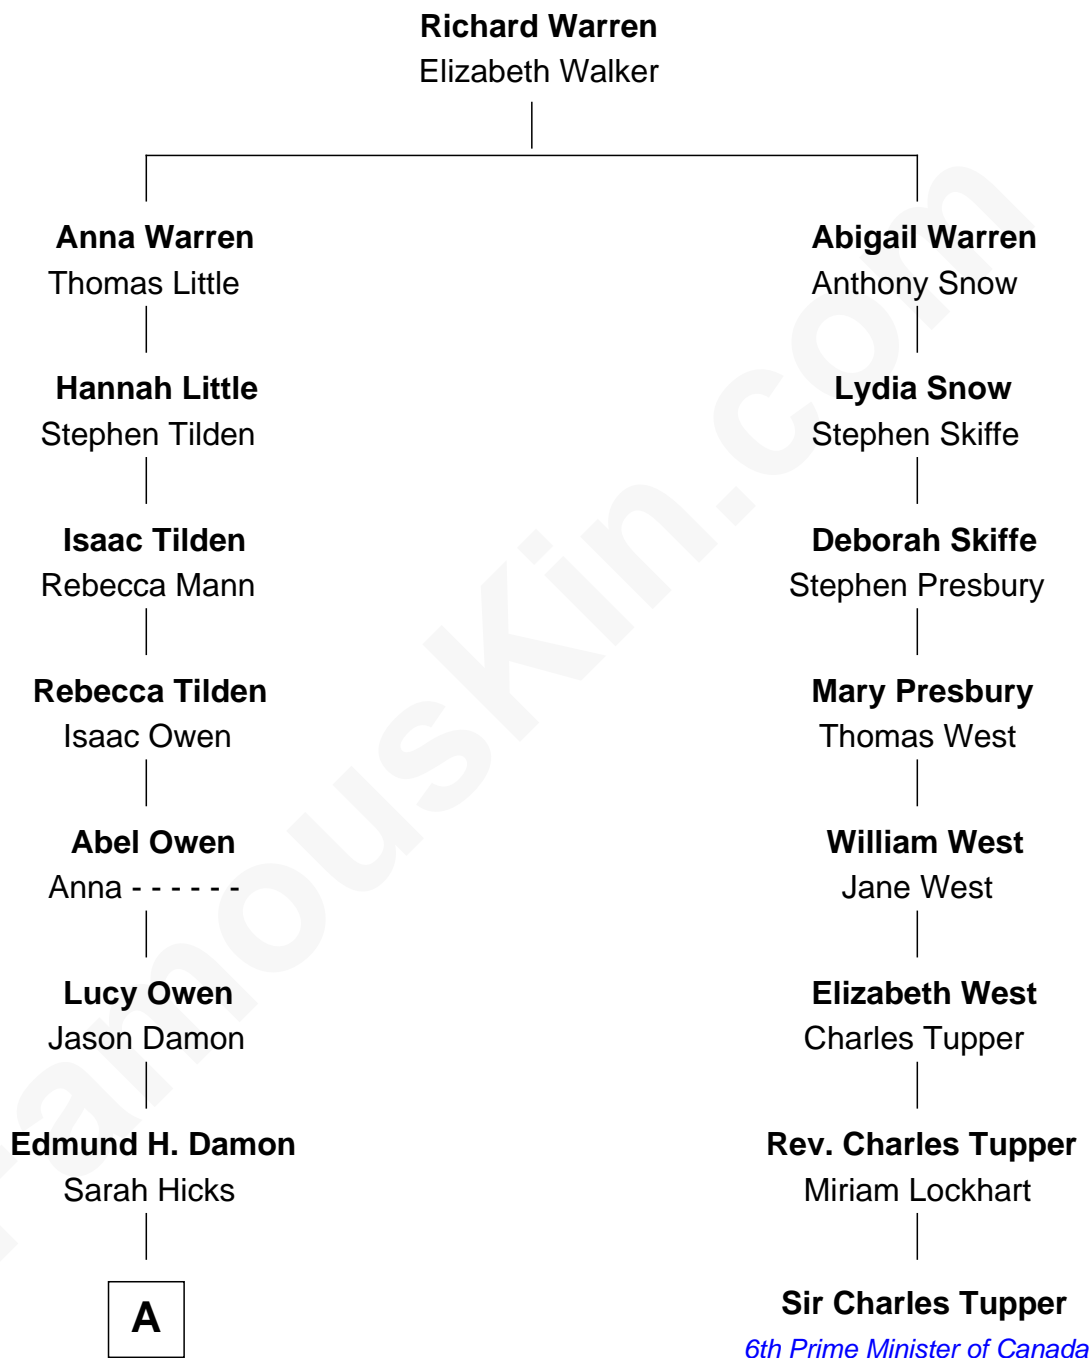 Richard Warren
Elizabeth Walker
Anna Warren
Thomas Little
Abigail Warren
Anthony Snow
Hannah Little
Stephen Tilden
Lydia Snow
Stephen Skiffe
Isaac Tilden
Rebecca Mann
Deborah Skiffe
Stephen Presbury
Rebecca Tilden
Isaac Owen
Mary Presbury
Thomas West
Abel Owen
Anna - - - - - -
William West
Jane West
Lucy Owen
Jason Damon
Elizabeth West
Charles Tupper
Edmund H. Damon
Sarah Hicks
Rev. Charles Tupper
Miriam Lockhart
A
Sir Charles Tupper
6th Prime Minister of Canada
FamousKin.com